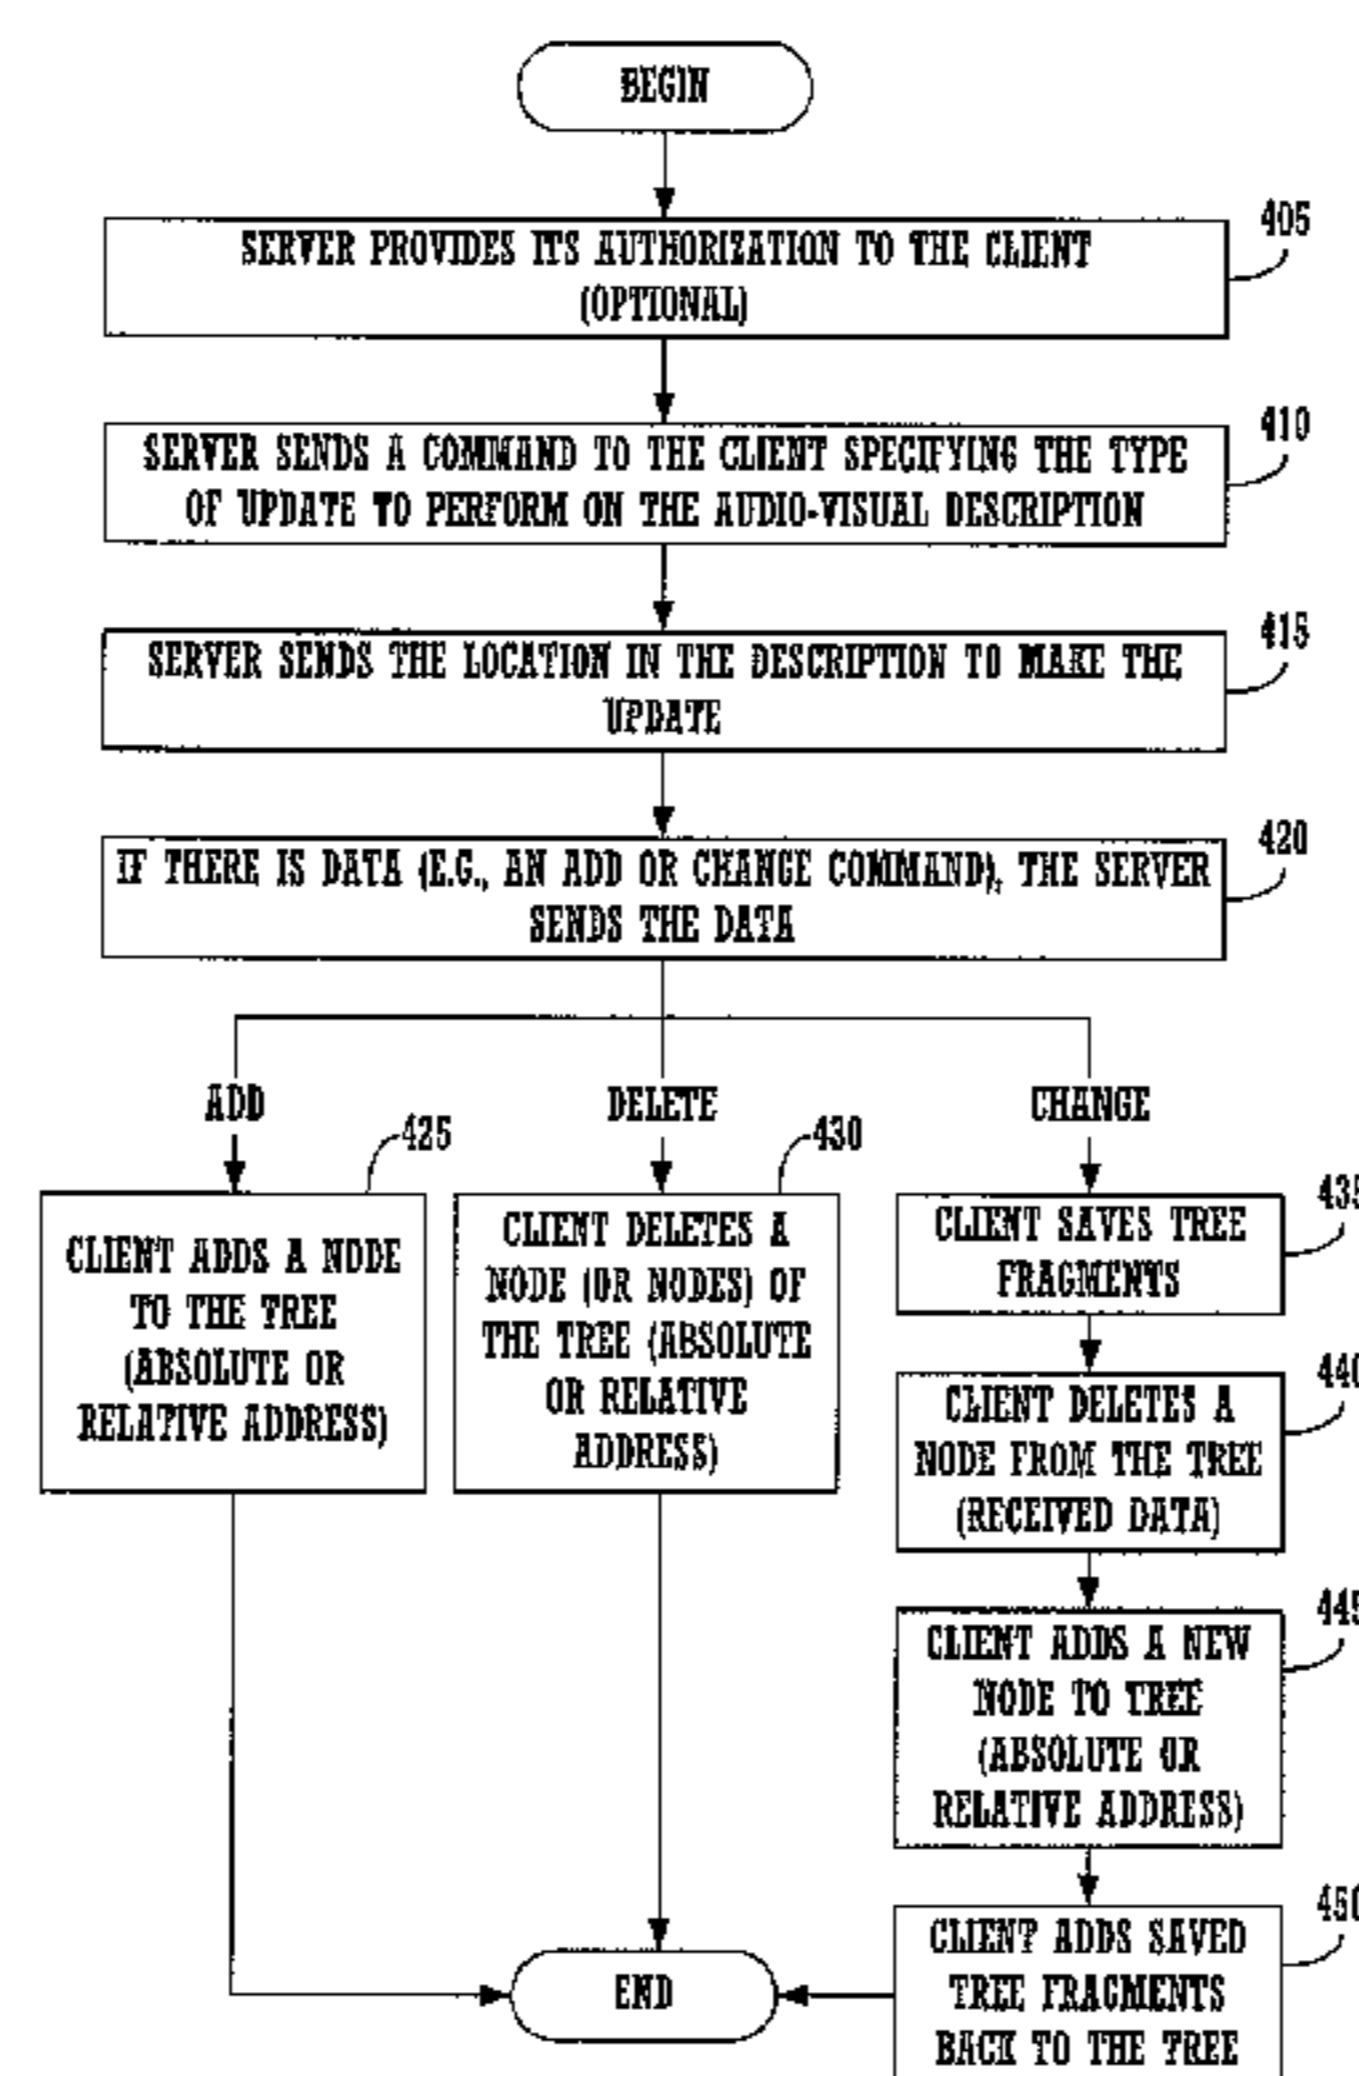 BEGIN
SERVER PROVIDES ITS AUTHORIZATION TO THE CLIENT
(OPTIONAL)
405
SERVER SENDS A COMMAND TO THE CLIENT SPECIFYING THE TYPE
OF UPDATE TO PERFORM ON THE AUDIO-VISUAL DESCRIPTION
410
SERVER SENDS THE LOCATION IN THE DESCRIPTION TO MAKE THE
UPDATE
415
IF THERE IS DATA (E.G., AN ADD OR CHANGE COMMAND), THE SERVER
SENDS THE DATA
420
ADD
425
CLIENT ADDS A NODE
TO THE TREE
(ABSOLUTE OR
RELATIVE ADDRESS)
DELETE
430
CLIENT DELETES A
NODE (OR NODES) OF
THE TREE (ABSOLUTE
OR RELATIVE
ADDRESS)
CHANGE
CLIENT SAVES TREE
FRAGMENTS
435
CLIENT DELETES A
NODE FROM THE TREE
(RECEIVED DATA)
440
CLIENT ADDS A NEW
NODE TO TREE
(ABSOLUTE OR
RELATIVE ADDRESS)
445
CLIENT ADDS SAVED
TREE FRAGMENTS
BACK TO THE TREE
450
END